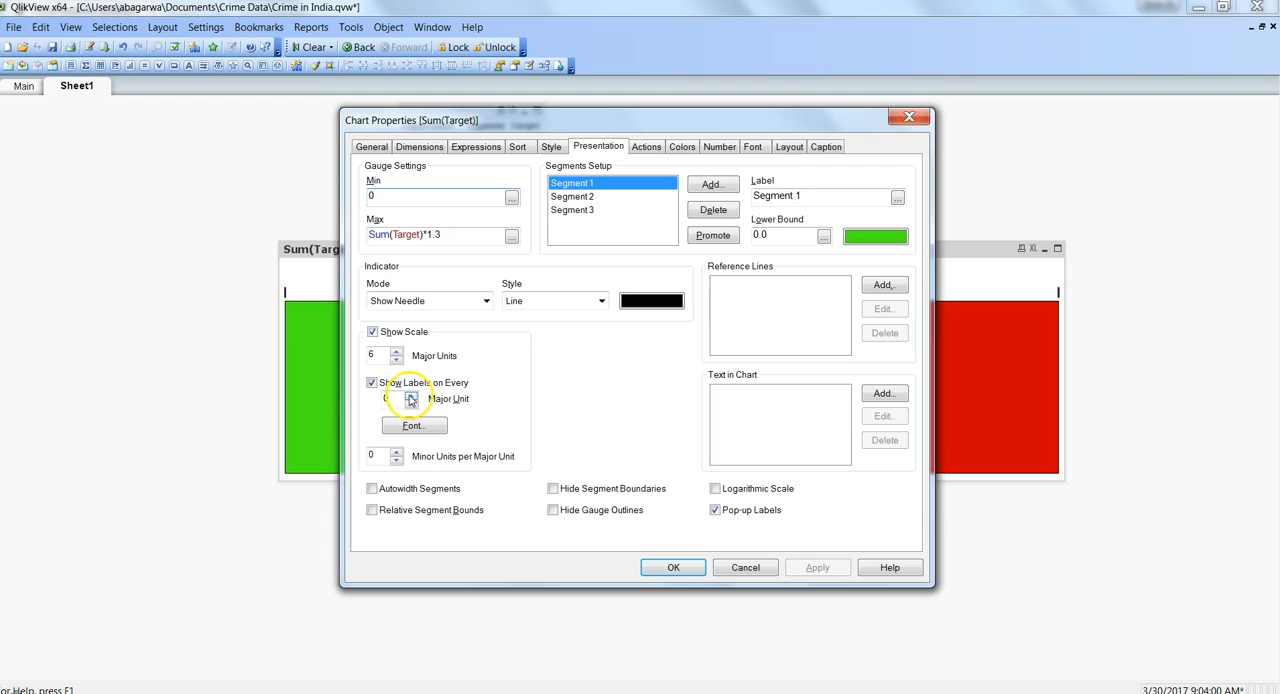 QlikView x64 - [C:\Users\abagarwa\Documents\Crime Data\Crime in India.qvw*]
File Edit View Selections Layout Settings Bookmarks Reports Tools Object Window Help
Clear Back Forward Lock Unlock
Main Sheet1
Chart Properties [Sum(Target)]
General Dimensions Expressions Sort Style Presentation Actions Colors Number Font Layout Caption
Gauge Settings
Min
0
...
Max
Sum(Target)*1.3
...
Segments Setup
Segment 1
Segment 2
Segment 3
Add...
Delete
Promote
Label
Segment 1
...
Lower Bound
0.0
...
Sum(Targ
XL
Indicator
Mode
Show Needle
Style
Line
Reference Lines
Add...
Edit...
Delete
Show Scale
6 Major Units
Show Labels on Every
0 Major Unit
Font...
0 Minor Units per Major Unit
Text in Chart
Add...
Edit...
Delete
Autowidth Segments
Hide Segment Boundaries
Logarithmic Scale
Relative Segment Bounds
Hide Gauge Outlines
Pop-up Labels
OK Cancel Apply Help
or Help, press F1
3/30/2017 9:04:00 AM*